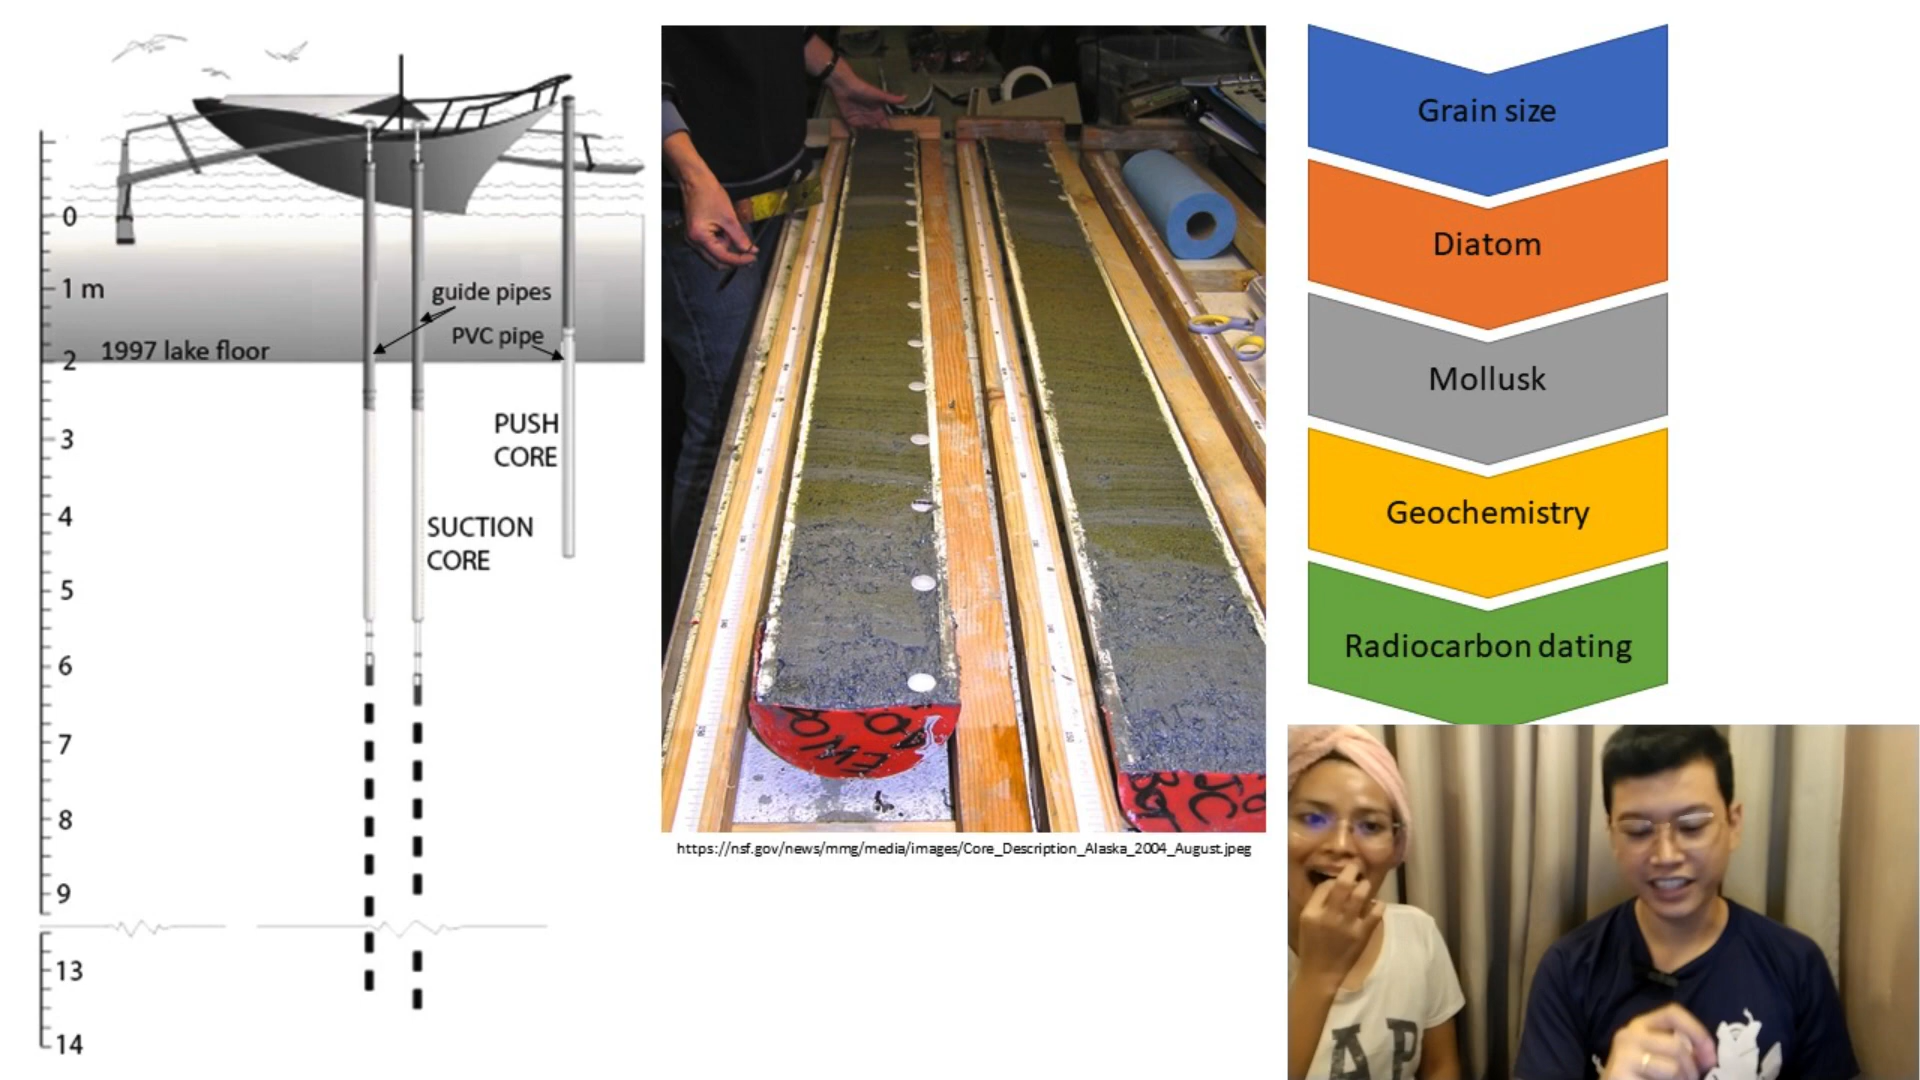 0
1 m
2
3
4
5
6
7
8
9
13
14
1997 lake floor
guide pipes
PVC pipe
PUSH
CORE
SUCTION
CORE
https://nsf.gov/news/mmg/media/images/Core_Description_Alaska_2004_August.jpeg
Grain size
Diatom
Mollusk
Geochemistry
Radiocarbon dating
AP